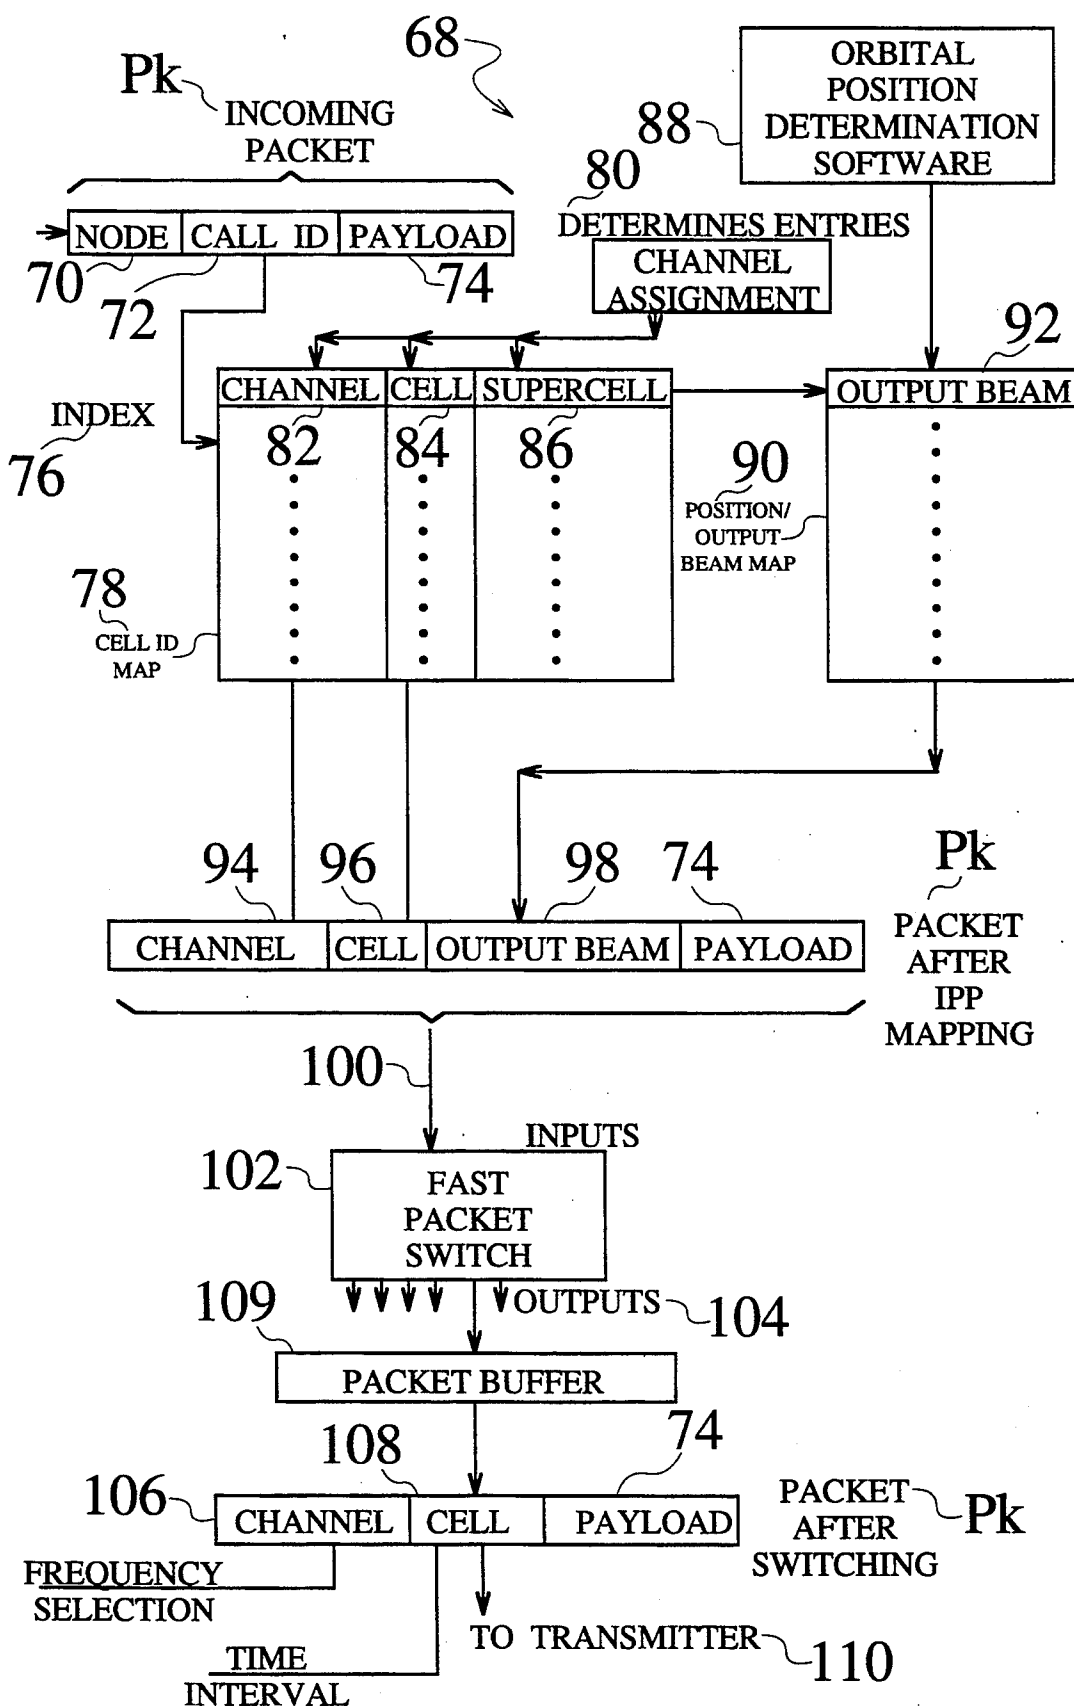 68
Pk
INCOMING
PACKET
ORBITAL
POSITION
DETERMINATION
SOFTWARE
88
80
DETERMINES ENTRIES
CHANNEL
ASSIGNMENT
NODE CALL ID PAYLOAD
70
72
74
92
CHANNEL CELL SUPERCELL
OUTPUT BEAM
INDEX
76
82
84
86
90
POSITION/
OUTPUT
BEAM MAP
78
CELL ID
MAP
94
96
98
74
Pk
PACKET
AFTER
IPP
MAPPING
CHANNEL CELL OUTPUT BEAM PAYLOAD
100
INPUTS
102
FAST
PACKET
SWITCH
OUTPUTS
104
109
PACKET BUFFER
108
74
106
CHANNEL CELL PAYLOAD
PACKET
AFTER
SWITCHING
Pk
FREQUENCY
SELECTION
TO TRANSMITTER
110
TIME
INTERVAL